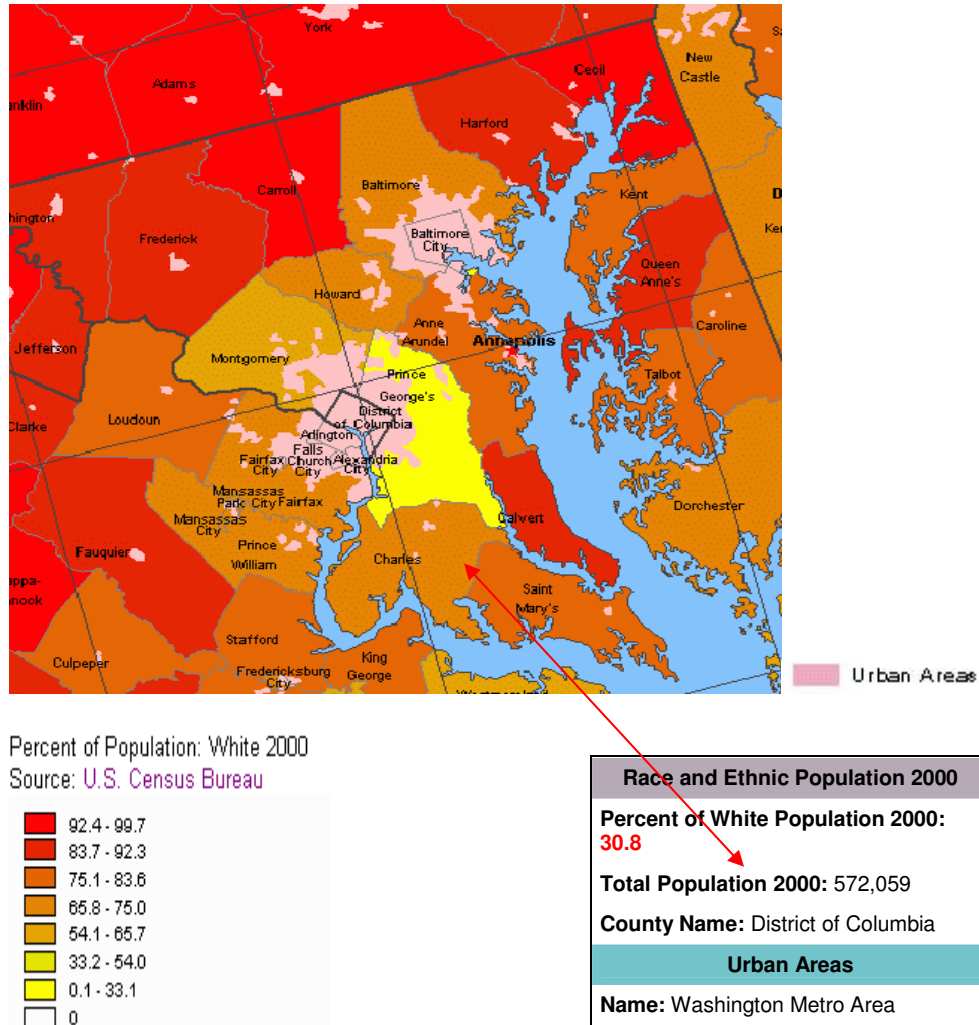 York
New
Castle
Cecil
Adams
anklin
Harford
Carroll
Baltimore
Kent
hington
Baltimore
City
Frederick
Queen
Anne's
Howard
Anne
Arundel
Annapolis
Caroline
Jefferson
Montgomery
Prince
George's
Talbot
District
of Columbia
Loudoun
Clarke
Arlington
Falls
Church
City
Alexandria
City
Fairfax
City
Mansassas
Park City
Fairfax
Mansassas
City
Dorchester
Calvert
Prince
William
Fauquier
Charles
appa-
nock
Saint
Mary's
Stafford
Culpeper
Fredericksburg
City
King
George
Urban Areas
Percent of Population: White 2000
Source: U.S. Census Bureau
92.4 - 99.7
83.7 - 92.3
75.1 - 83.6
65.8 - 75.0
54.1 - 65.7
33.2 - 54.0
0.1 - 33.1
0
Race and Ethnic Population 2000
Percent of White Population 2000:
30.8
Total Population 2000: 572,059
County Name: District of Columbia
Urban Areas
Name: Washington Metro Area